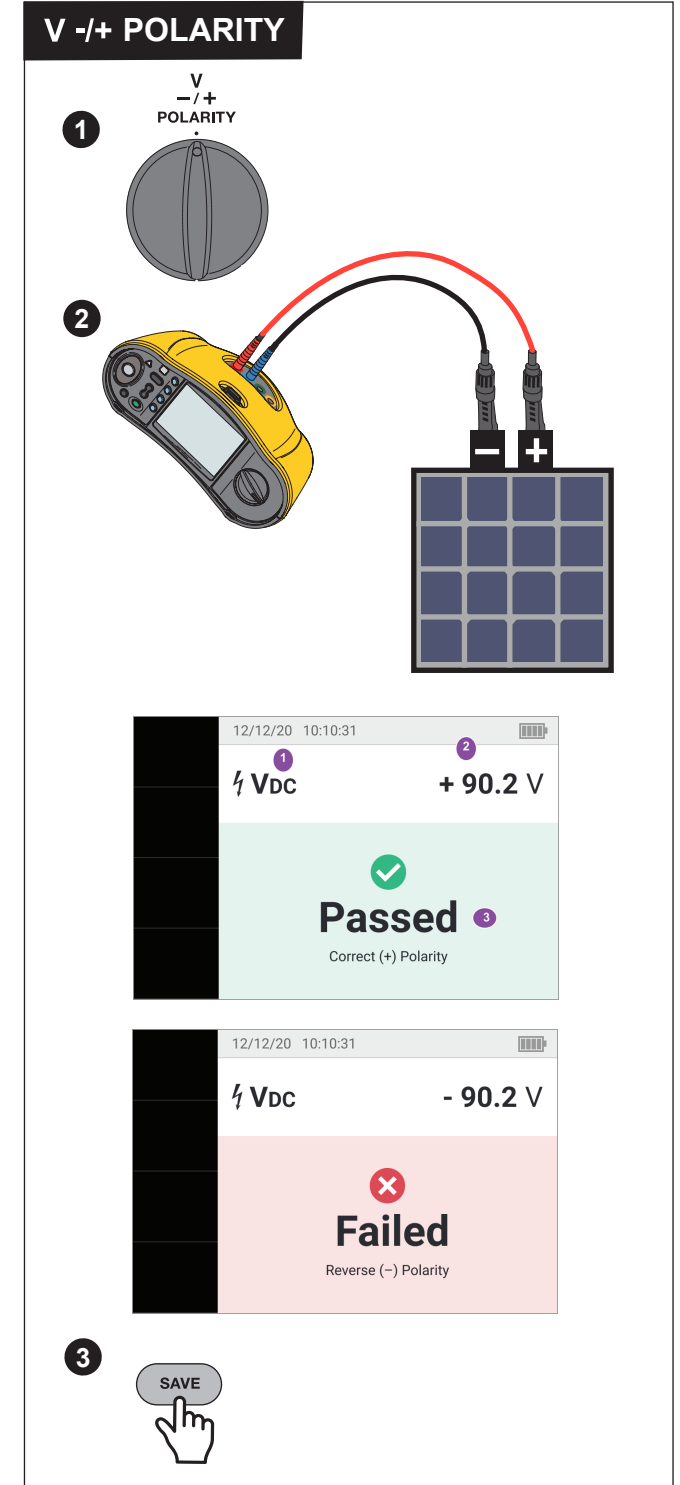 V -/+ POLARITY
V
–/+
POLARITY
1
2
– +
12/12/20 10:10:31
1
2
VDC + 90.2 V
Passed 3
Correct (+) Polarity
12/12/20 10:10:31
VDC - 90.2 V
Failed
Reverse (–) Polarity
3
SAVE